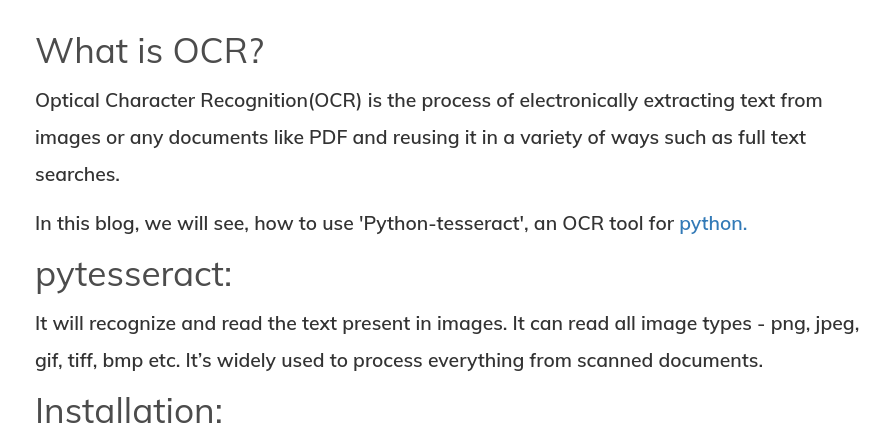 What is OCR?
Optical Character Recognition(OCR) is the process of electronically extracting text from
images or any documents like PDF and reusing it in a variety of ways such as full text
searches.
In this blog, we will see, how to use 'Python-tesseract', an OCR tool for python.
pytesseract:
It will recognize and read the text present in images. It can read all image types - png, jpeg,
gif, tiff, bmp etc. It’s widely used to process everything from scanned documents.
Installation: